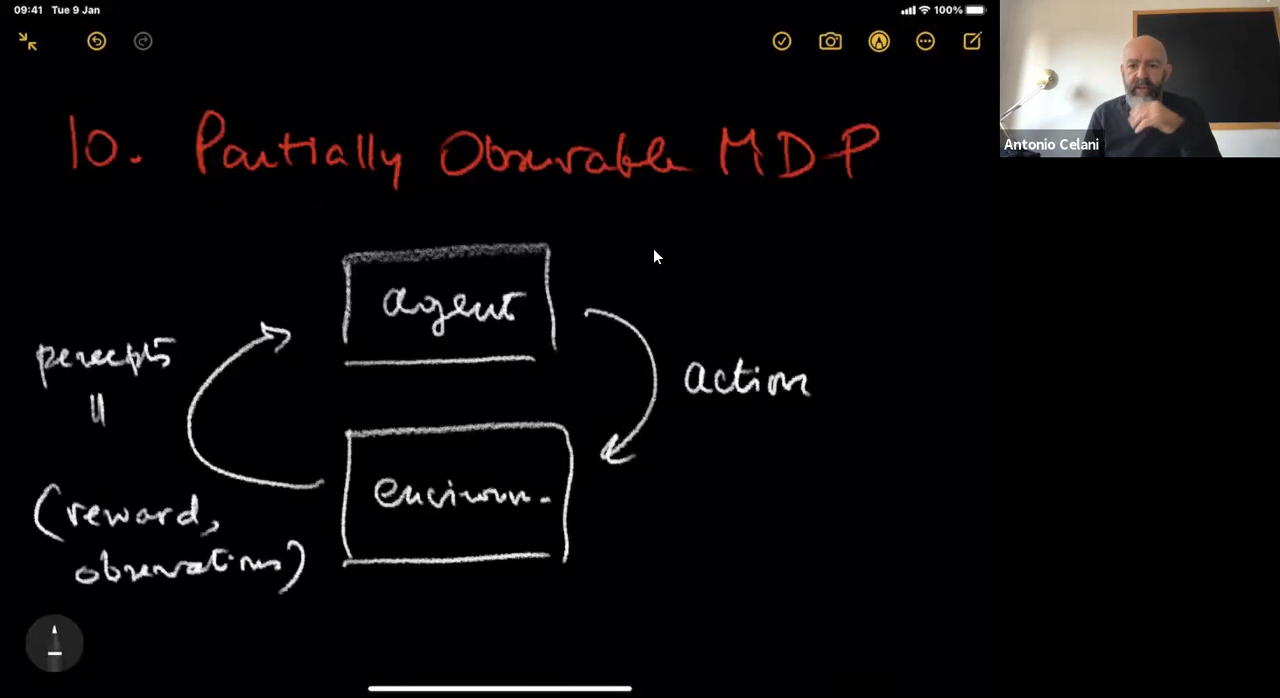 09:41 Tue 9 Jan
100%
10. Partially Observable MDP
agent
percepts
=
action
(reward,
observations)
environ.
Antonio Celani